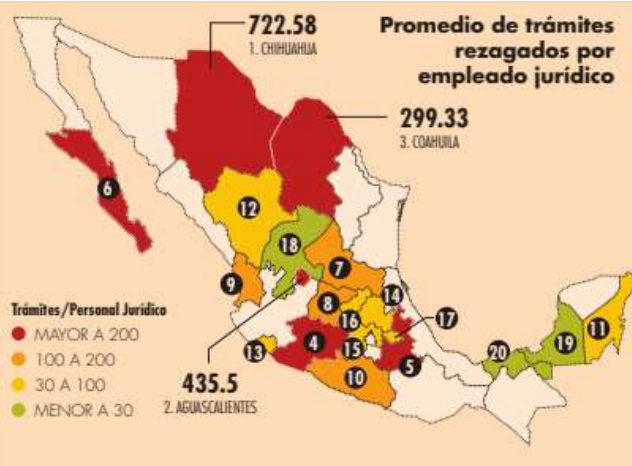 Promedio de trámites
rezagados por
empleado jurídico
722.58
1. CHIHUAHUA
299.33
3. COAHUILA
6
12
18
9
7
14
8
17
16
11
19
4
15
13
20
5
10
Trámites/Personal Jurídico
MAYOR A 200
100 A 200
30 A 100
MENOR A 30
435.5
2. AGUASCALIENTES